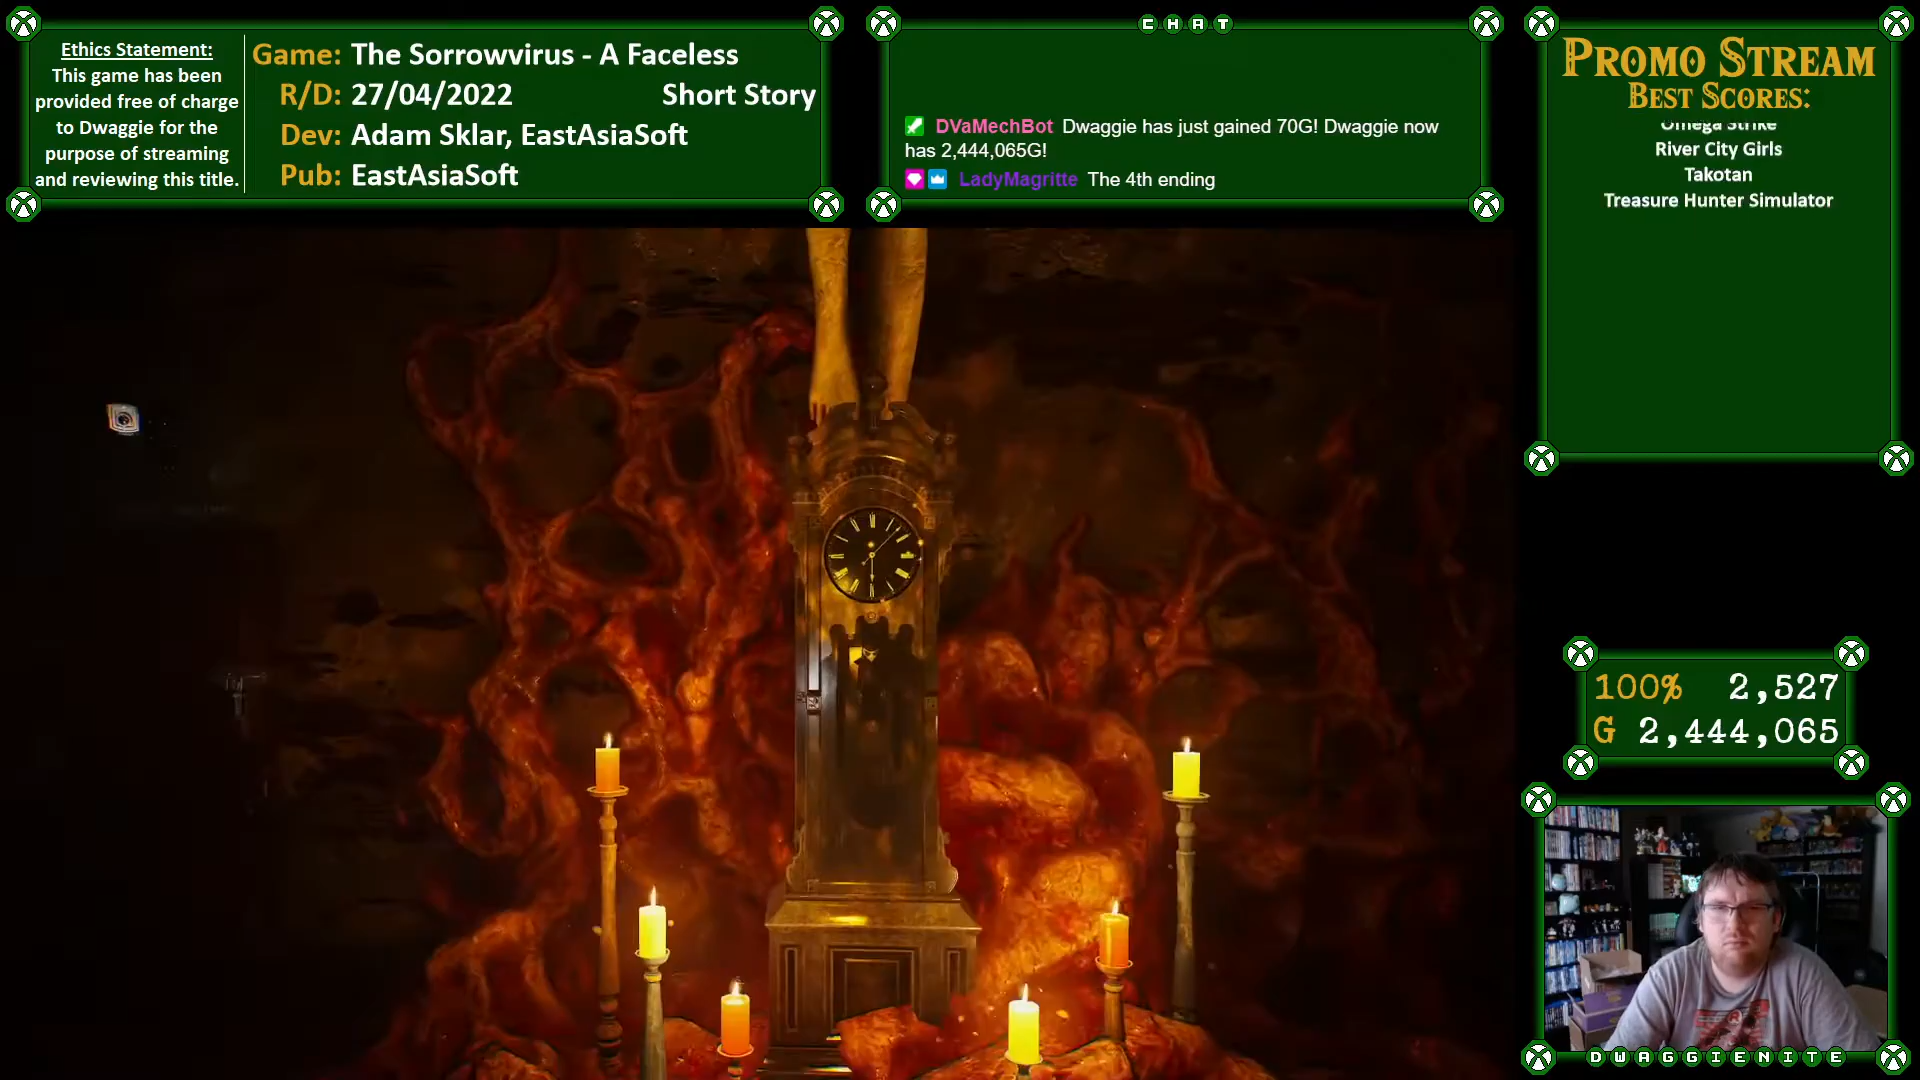 Ethics Statement:
This game has been
provided free of charge
to Dwaggie for the
purpose of streaming
and reviewing this title.
Game: The Sorrowvirus - A Faceless
R/D: 27/04/2022 Short Story
Dev: Adam Sklar, EastAsiaSoft
Pub: EastAsiaSoft
CHAT
DVaMechBot Dwaggie has just gained 70G! Dwaggie now
has 2,444,065G!
LadyMagritte The 4th ending
PROMO STREAM
BEST SCORES:
Omega Strike
River City Girls
Takotan
Treasure Hunter Simulator
100% 2,527
G 2,444,065
DWAGGIENITE